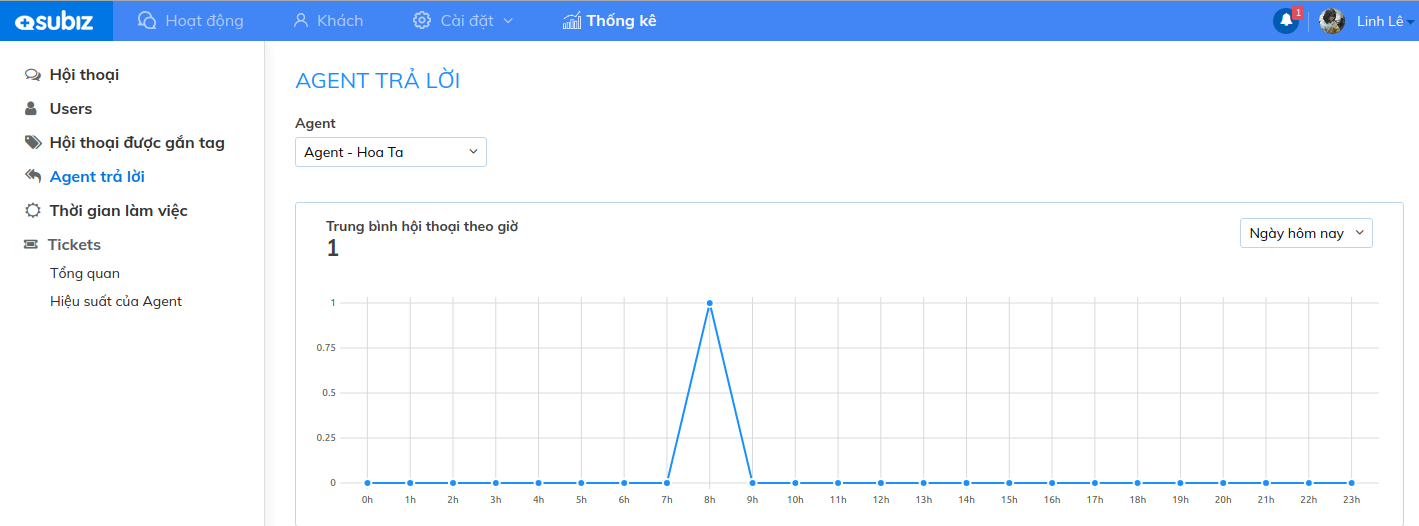 subiz Hoạt động Khách Cài đặt Thống kê 1 Linh Lê
Hội thoại
Users
Hội thoại được gắn tag
Agent trả lời
Thời gian làm việc
Tickets
Tổng quan
Hiệu suất của Agent
AGENT TRẢ LỜI
Agent
Agent - Hoa Ta
Trung bình hội thoại theo giờ
1
Ngày hôm nay
1
0.75
0.5
0.25
0
0h 1h 2h 3h 4h 5h 6h 7h 8h 9h 10h 11h 12h 13h 14h 15h 16h 17h 18h 19h 20h 21h 22h 23h